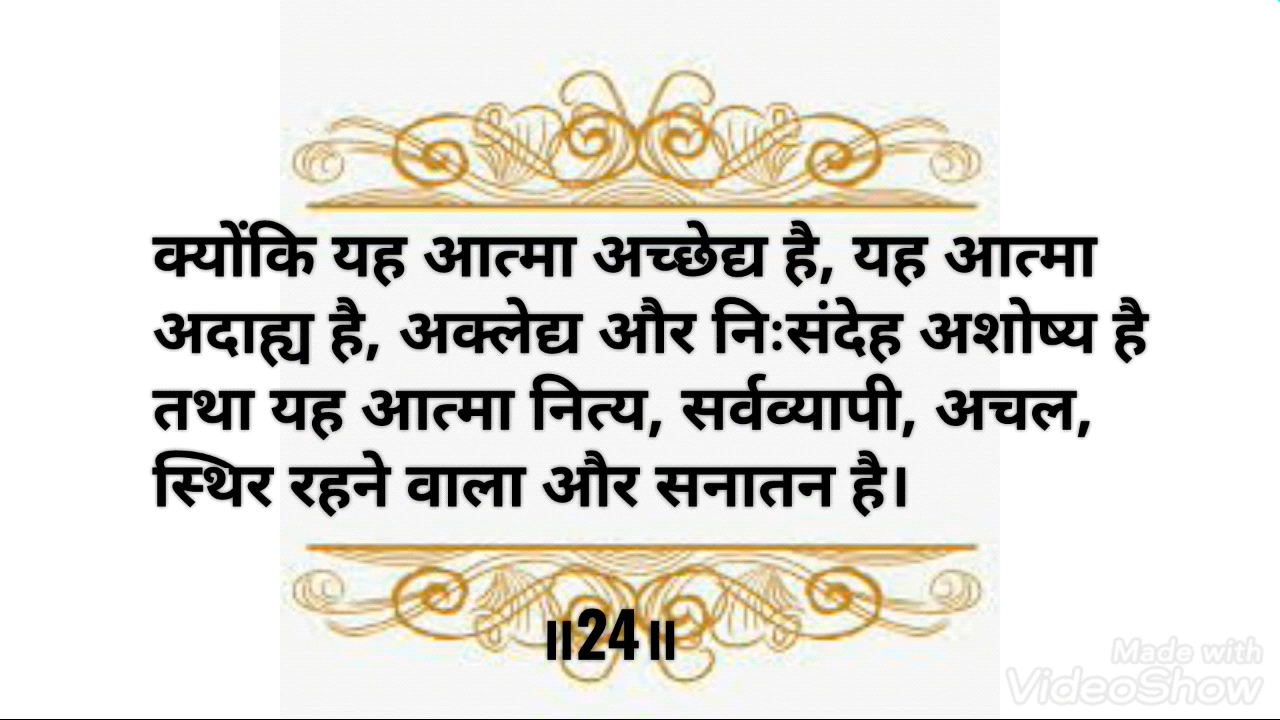 क्योंकि यह आत्मा अच्छेद्य है, यह आत्मा
अदाह्य है, अक्लेद्य और निःसंदेह अशोष्य है
तथा यह आत्मा नित्य, सर्वव्यापी, अचल,
स्थिर रहने वाला और सनातन है।
॥24॥
Made with
VideoShow